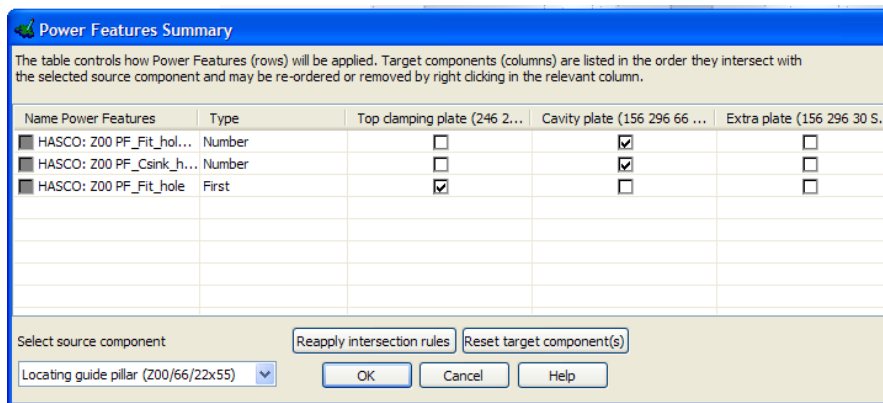 Power Features Summary
The table controls how Power Features (rows) will be applied. Target components (columns) are listed in the order they intersect with
the selected source component and may be re-ordered or removed by right clicking in the relevant column.
Name Power Features Type Top clamping plate (246 2... Cavity plate (156 296 66 ... Extra plate (156 296 30 S.
HASCO: Z00 PF_Fit_hol... Number
HASCO: Z00 PF_Csink_h... Number
HASCO: Z00 PF_Fit_hole First
Select source component Reapply intersection rules Reset target component(s)
Locating guide pillar (Z00/66/22x55) OK Cancel Help